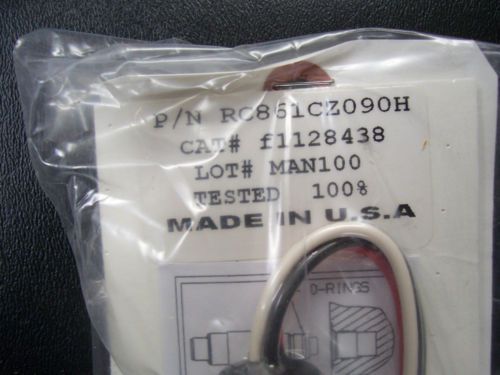 P/N RC861CZ090H
CAT# f1128438
LOT# MAN100
TESTED 100%
MADE IN U.S.A
O-RINGS